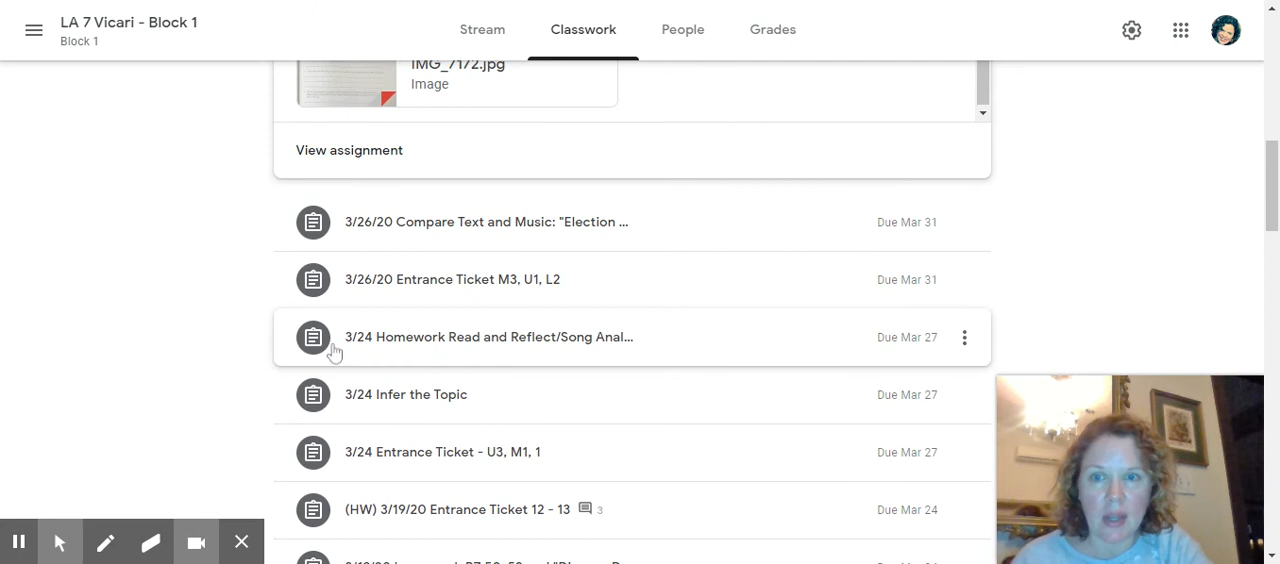 LA 7 Vicari - Block 1
Block 1
Stream
Classwork
People
Grades
IMG_7172.jpg
Image
View assignment
3/26/20 Compare Text and Music: "Election ...
Due Mar 31
3/26/20 Entrance Ticket M3, U1, L2
Due Mar 31
3/24 Homework Read and Reflect/Song Anal...
Due Mar 27
3/24 Infer the Topic
Due Mar 27
3/24 Entrance Ticket - U3, M1, 1
Due Mar 27
(HW) 3/19/20 Entrance Ticket 12 - 13
3
Due Mar 24